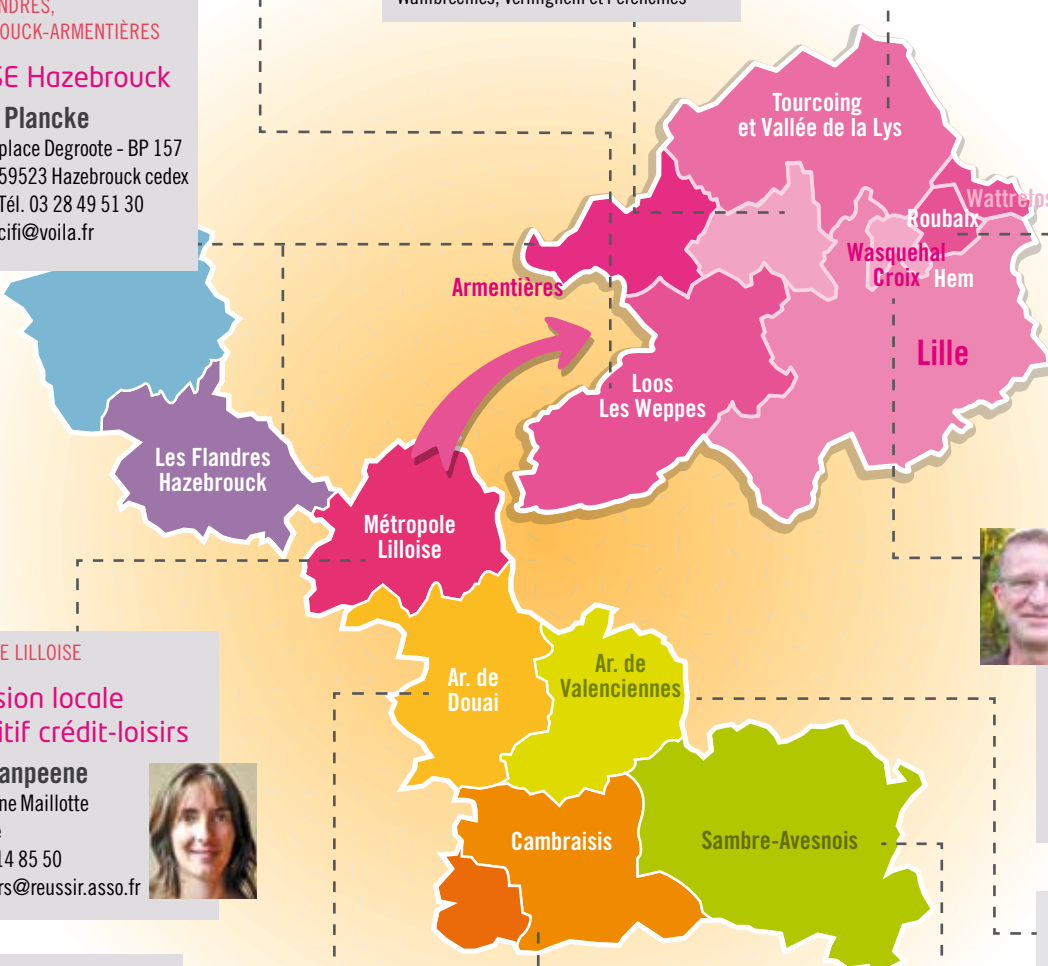 NDRES,
OUCK-ARMENTIÈRES
SE Hazebrouck
Plancke
place Degroote - BP 157
59523 Hazebrouck cedex
Tél. 03 28 49 51 30
cifi@voila.fr
Tourcoing
et Vallée de la Lys
Wattrelos
Roubaix
Wasquehal
Croix
Hem
Armentières
Lille
Loos
Les Weppes
Les Flandres
Hazebrouck
Métropole
Lilloise
E LILLOISE
sion locale
itif crédit-loisirs
anpeene
ne Maillotte
14 85 50
rs@reussir.asso.fr
Ar. de
Douai
Ar. de
Valenciennes
Cambraisis
Sambre-Avesnois